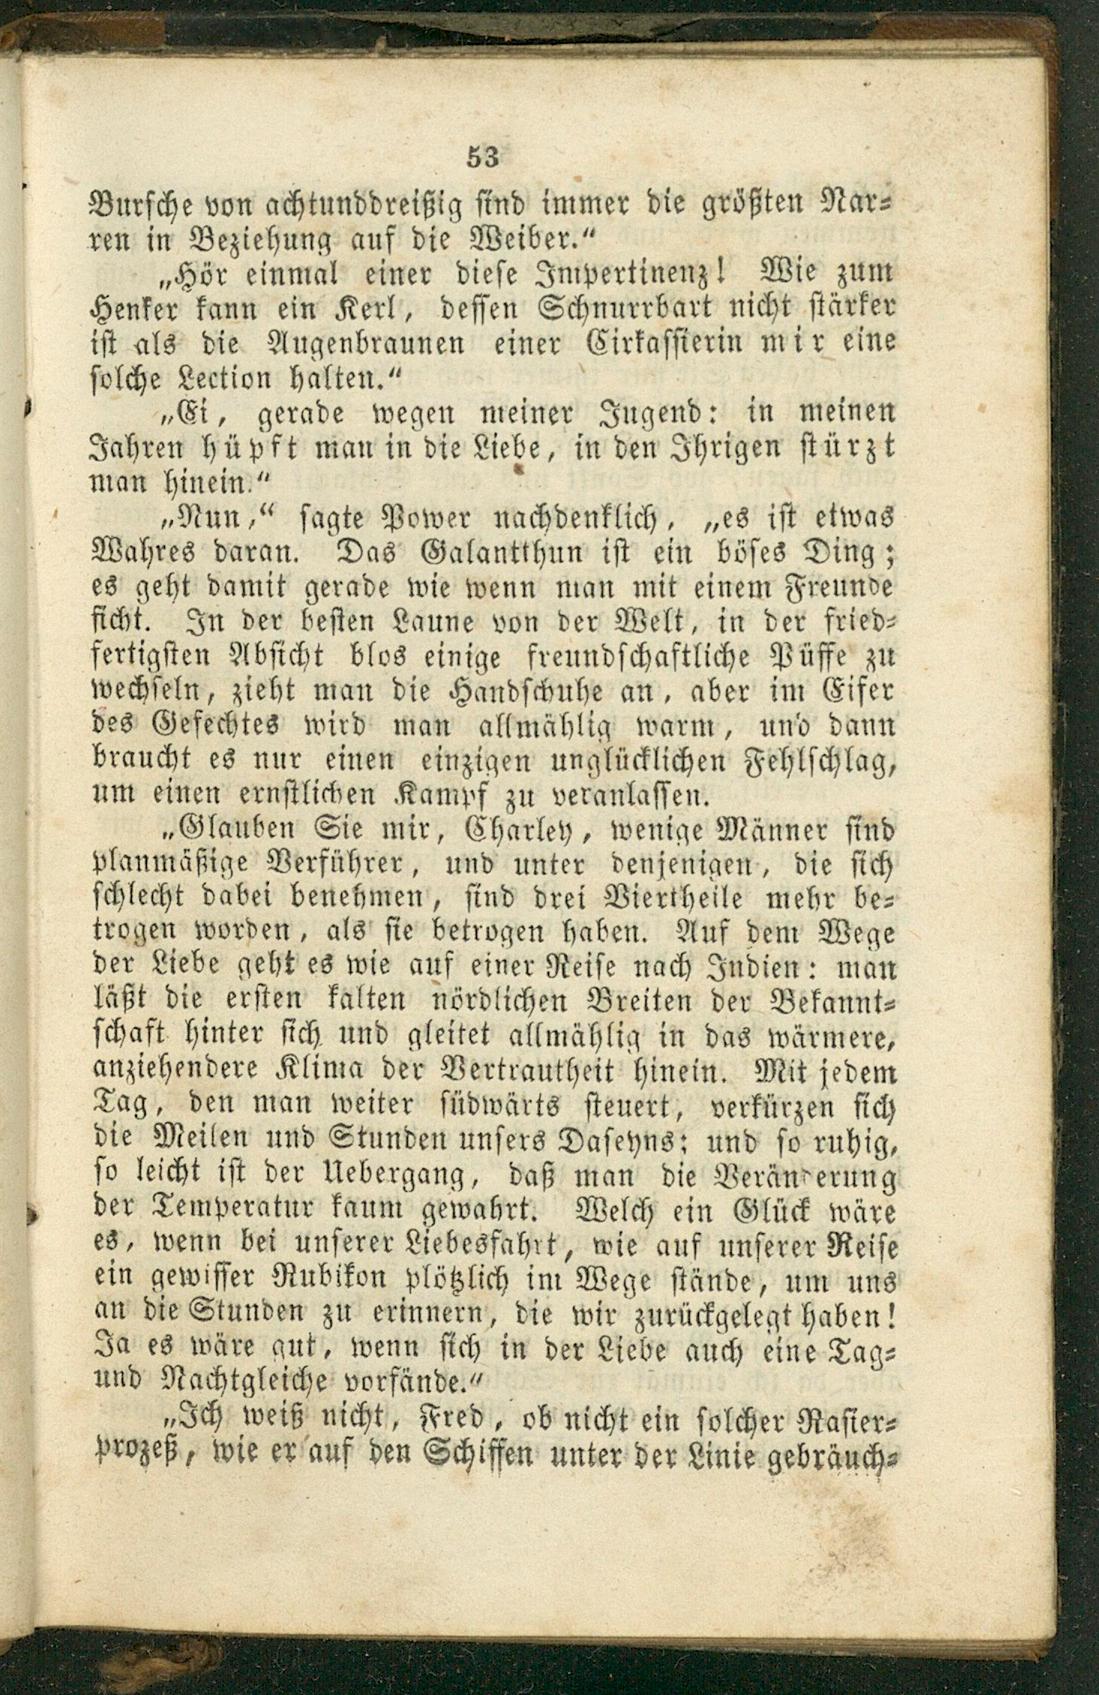 53
Bursche von achtunddreißig sind immer die größten Nar-
ren in Beziehung auf die Weiber.“
„Hör einmal einer diese Impertinenz! Wie zum
Henker kann ein Kerl, dessen Schnurrbart nicht stärker
ist als die Augenbraunen einer Cirkassierin mir eine
solche Lection halten.“
„Ei, gerade wegen meiner Jugend: in meinen
Jahren hüpft man in die Liebe, in den Ihrigen stürzt
man hinein.“
„Nun,“ sagte Power nachdenklich, „es ist etwas
Wahres daran. Das Galantthun ist ein böses Ding;
es geht damit gerade wie wenn man mit einem Freunde
ficht. In der besten Laune von der Welt, in der fried-
fertigsten Absicht blos einige freundschaftliche Püffe zu
wechseln, zieht man die Handschuhe an, aber im Eifer
des Gefechtes wird man allmählig warm, und dann
braucht es nur einen einzigen unglücklichen Fehlschlag,
um einen ernstlichen Kampf zu veranlassen.
„Glauben Sie mir, Charley, wenige Männer sind
planmäßige Verführer, und unter denjenigen, die sich
schlecht dabei benehmen, sind drei Viertheile mehr be-
trogen worden, als sie betrogen haben. Auf dem Wege
der Liebe geht es wie auf einer Reise nach Indien: man
läßt die ersten kalten nördlichen Breiten der Bekannt-
schaft hinter sich und gleitet allmählig in das wärmere,
anziehendere Klima der Vertrautheit hinein. Mit jedem
Tag, den man weiter südwärts steuert, verkürzen sich
die Meilen und Stunden unsers Daseyns; und so ruhig,
so leicht ist der Uebergang, daß man die Veränderung
der Temperatur kaum gewahrt. Welch ein Glück wäre
es, wenn bei unserer Liebesfahrt, wie auf unserer Reise
ein gewisser Rubikon plötzlich im Wege stände, um uns
an die Stunden zu erinnern, die wir zurückgelegt haben!
Ja es wäre gut, wenn sich in der Liebe auch eine Tag-
und Nachtgleiche vorfände.“
„Ich weiß nicht, Fred, ob nicht ein solcher Rasier-
prozeß, wie er auf den Schiffen unter der Linie gebräuch-